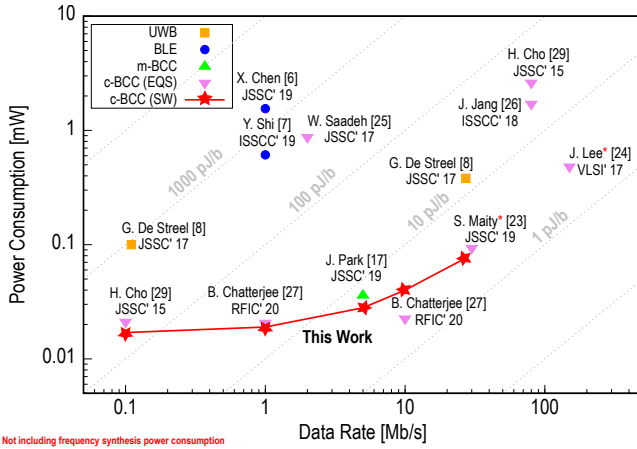 Power Consumption [mW]
10
1
0.1
0.01
UWB
BLE
m-BCC
c-BCC (EQS)
c-BCC (SW)
X. Chen [6]
JSSC' 19
Y. Shi [7]
ISSCC' 19
W. Saadeh [25]
JSSC' 17
H. Cho [29]
JSSC' 15
J. Jang [26]
ISSCC' 18
J. Lee* [24]
VLSI' 17
G. De Streel [8]
JSSC' 17
1000 pJ/b
100 pJ/b
10 pJ/b
1 pJ/b
G. De Streel [8]
JSSC' 17
S. Maity* [23]
JSSC' 19
J. Park [17]
JSSC' 19
H. Cho [29]
JSSC' 15
B. Chatterjee [27]
RFIC' 20
B. Chatterjee [27]
RFIC' 20
This Work
0.1
1
10
100
Data Rate [Mb/s]
Not including frequency synthesis power consumption